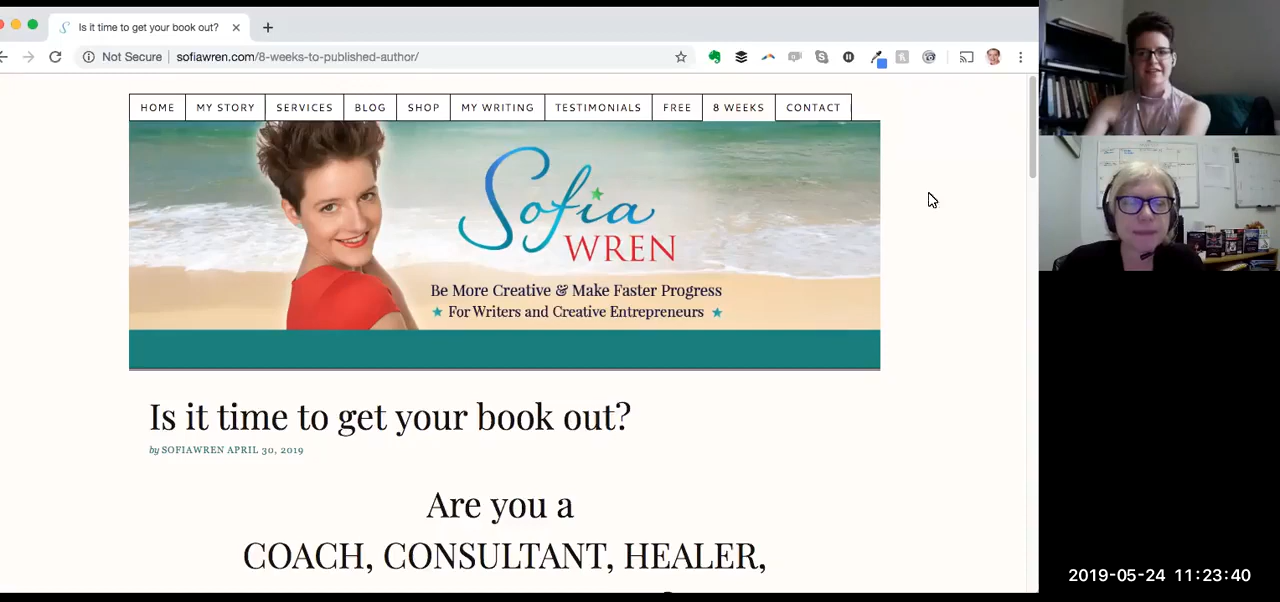 Is it time to get your book out?
Not Secure | sofiawren.com/8-weeks-to-published-author/
HOME MY STORY SERVICES BLOG SHOP MY WRITING TESTIMONIALS FREE 8 WEEKS CONTACT
Sofia
WREN
Be More Creative & Make Faster Progress
For Writers and Creative Entrepreneurs
Is it time to get your book out?
by SOFIAWREN APRIL 30, 2019
Are you a
COACH, CONSULTANT, HEALER,
2019-05-24 11:23:40